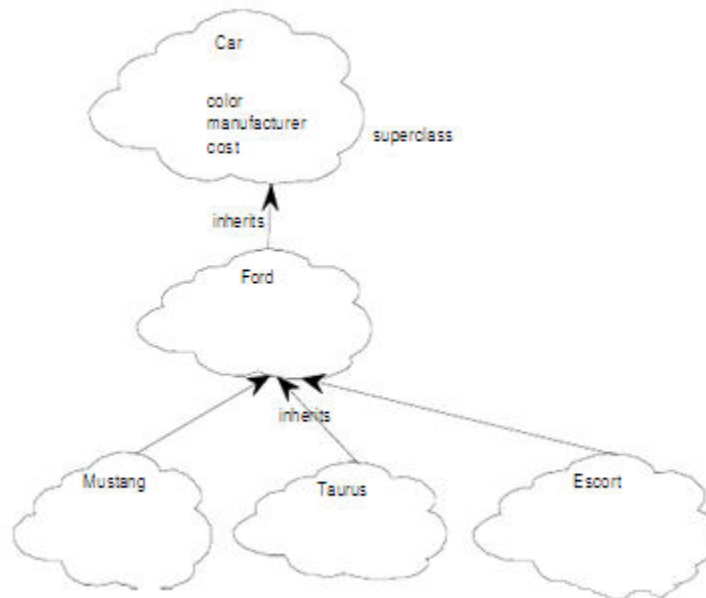 Car
color
manufacturer
cost
superclass
inherits
Ford
inherits
Mustang
Taurus
Escort